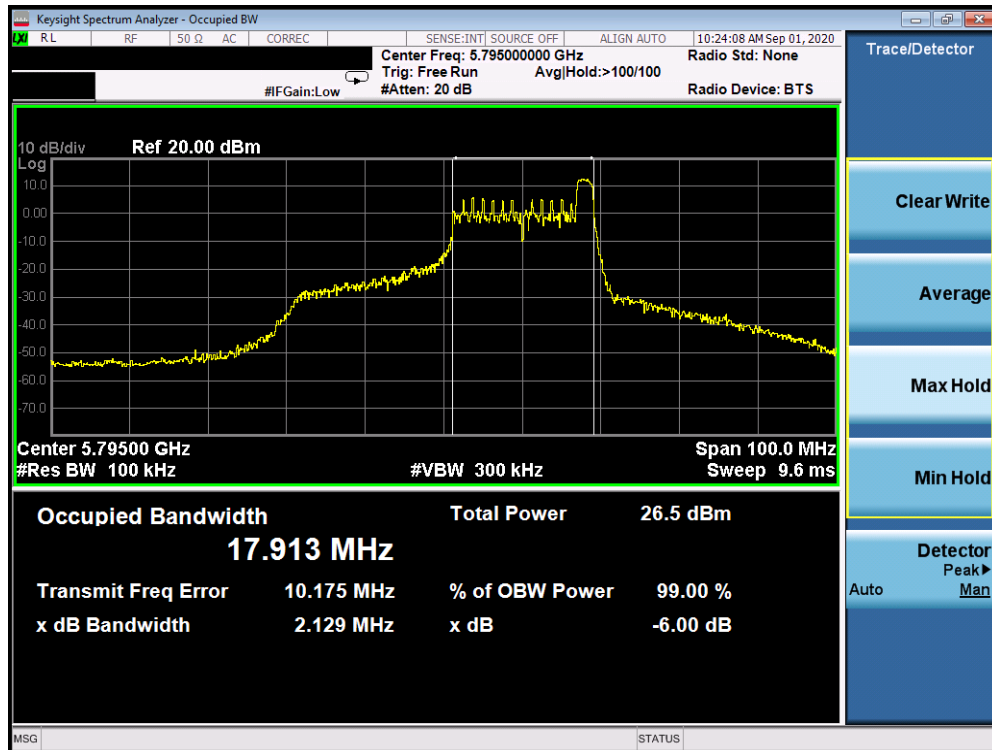 Keysight Spectrum Analyzer - Occupied BW
LXI RL RF 50 Ω AC CORREC SENSE:INT SOURCE OFF ALIGN AUTO 10:24:08 AM Sep 01, 2020
Center Freq: 5.795000000 GHz Radio Std: None
Trig: Free Run Avg|Hold:>100/100
#IFGain:Low #Atten: 20 dB Radio Device: BTS
10 dB/div Ref 20.00 dBm
Log
10.0
0.00
-10.0
-20.0
-30.0
-40.0
-50.0
-60.0
-70.0
Center 5.79500 GHz Span 100.0 MHz
#Res BW 100 kHz #VBW 300 kHz Sweep 9.6 ms
Occupied Bandwidth Total Power 26.5 dBm
17.913 MHz
Transmit Freq Error 10.175 MHz % of OBW Power 99.00 %
x dB Bandwidth 2.129 MHz x dB -6.00 dB
MSG STATUS
Trace/Detector
Clear Write
Average
Max Hold
Min Hold
Detector
Peak▶
Auto Man